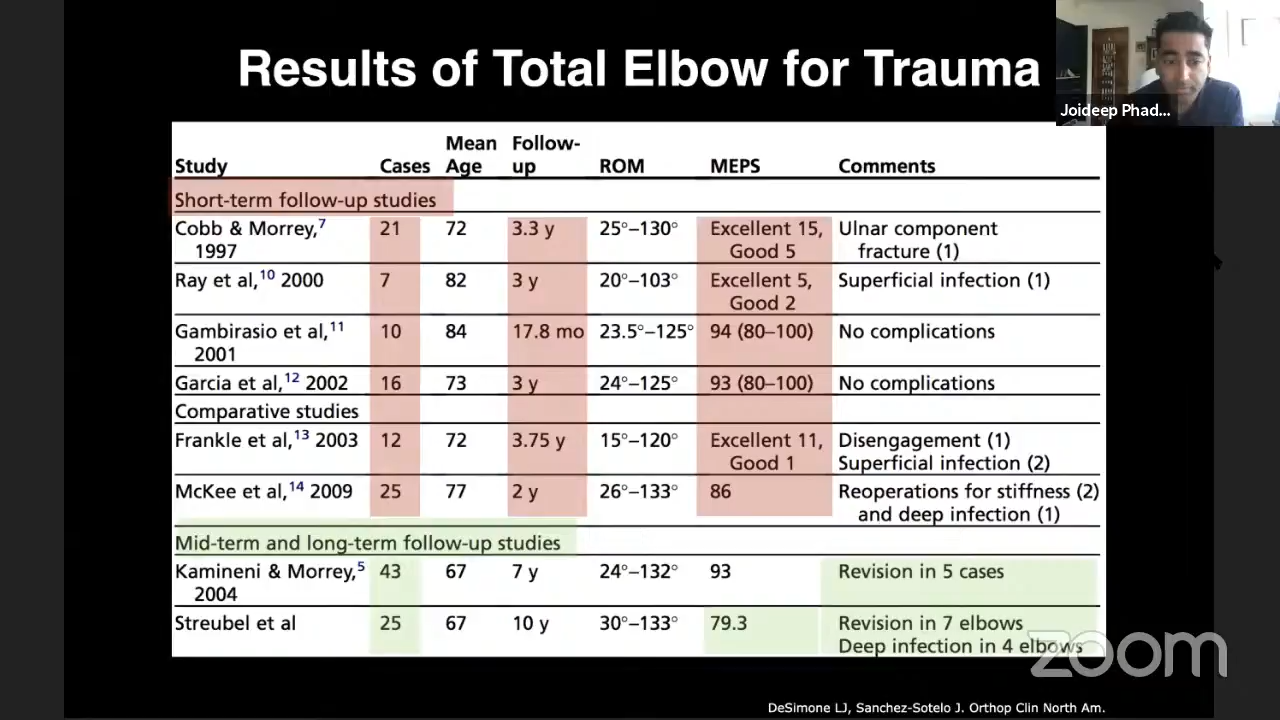 Results of Total Elbow for Trauma
Joideep Phad...
Mean Follow-
Study Cases Age up ROM MEPS Comments
Short-term follow-up studies
Cobb & Morrey,7 21 72 3.3 y 25°–130° Excellent 15, Ulnar component
1997 Good 5 fracture (1)
Ray et al,10 2000 7 82 3 y 20°–103° Excellent 5, Superficial infection (1)
Good 2
Gambirasio et al,11 10 84 17.8 mo 23.5°–125° 94 (80–100) No complications
2001
Garcia et al,12 2002 16 73 3 y 24°–125° 93 (80–100) No complications
Comparative studies
Frankle et al,13 2003 12 72 3.75 y 15°–120° Excellent 11, Disengagement (1)
Good 1 Superficial infection (2)
McKee et al,14 2009 25 77 2 y 26°–133° 86 Reoperations for stiffness (2)
and deep infection (1)
Mid-term and long-term follow-up studies
Kamineni & Morrey,5 43 67 7 y 24°–132° 93 Revision in 5 cases
2004
Streubel et al 25 67 10 y 30°–133° 79.3 Revision in 7 elbows
Deep infection in 4 elbows
zoom
DeSimone LJ, Sanchez-Sotelo J. Orthop Clin North Am.